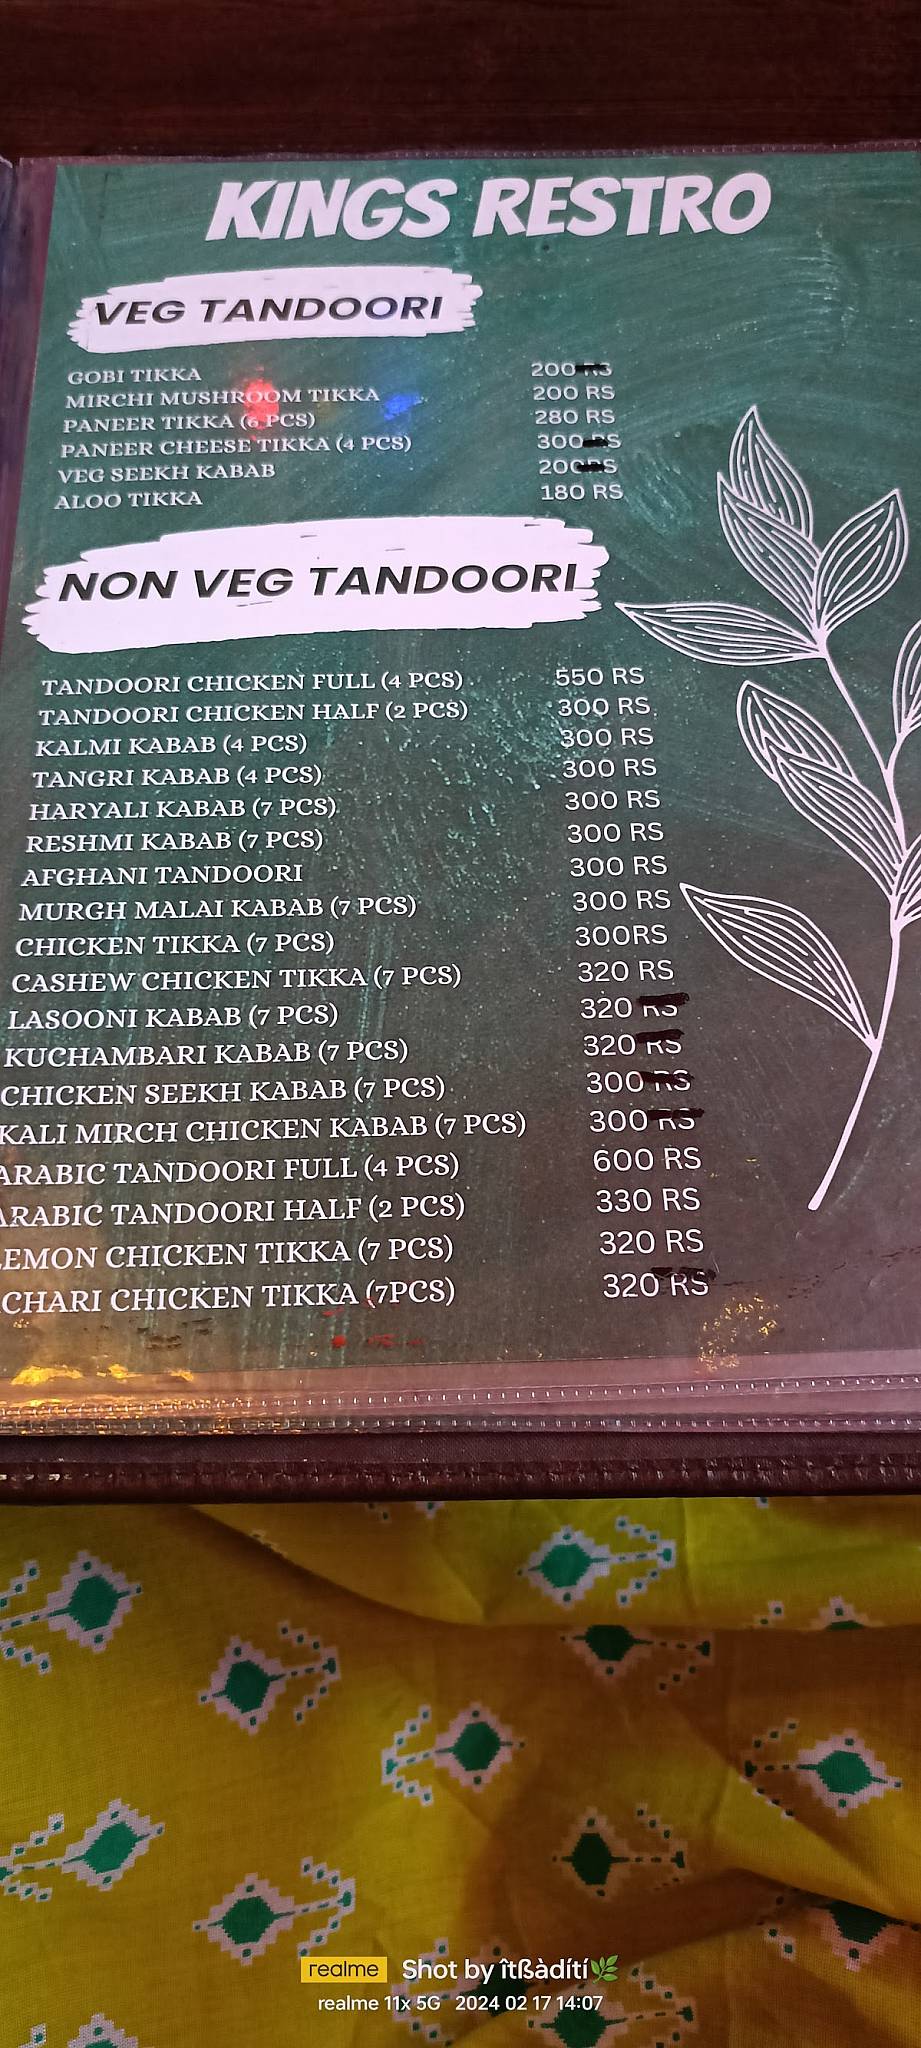 KINGS RESTRO
VEG TANDOORI
GOBI TIKKA 200 RS
MIRCHI MUSHROOM TIKKA 200 RS
PANEER TIKKA (6 PCS) 280 RS
PANEER CHEESE TIKKA (4 PCS) 300 RS
VEG SEEKH KABAB 200 RS
ALOO TIKKA 180 RS
NON VEG TANDOORI
TANDOORI CHICKEN FULL (4 PCS) 550 RS
TANDOORI CHICKEN HALF (2 PCS) 300 RS
KALMI KABAB (4 PCS) 300 RS
TANGRI KABAB (4 PCS) 300 RS
HARYALI KABAB (7 PCS) 300 RS
RESHMI KABAB (7 PCS) 300 RS
AFGHANI TANDOORI 300 RS
MURGH MALAI KABAB (7 PCS) 300 RS
CHICKEN TIKKA (7 PCS) 300RS
CASHEW CHICKEN TIKKA (7 PCS) 320 RS
LASOONI KABAB (7 PCS) 320 RS
KUCHAMBARI KABAB (7 PCS) 320 RS
CHICKEN SEEKH KABAB (7 PCS) 300 RS
KALI MIRCH CHICKEN KABAB (7 PCS) 300 RS
ARABIC TANDOORI FULL (4 PCS) 600 RS
ARABIC TANDOORI HALF (2 PCS) 330 RS
LEMON CHICKEN TIKKA (7 PCS) 320 RS
CHARI CHICKEN TIKKA (7PCS) 320 RS
realme Shot by îtßàdítí🌿
realme 11x 5G 2024 02 17 14:07